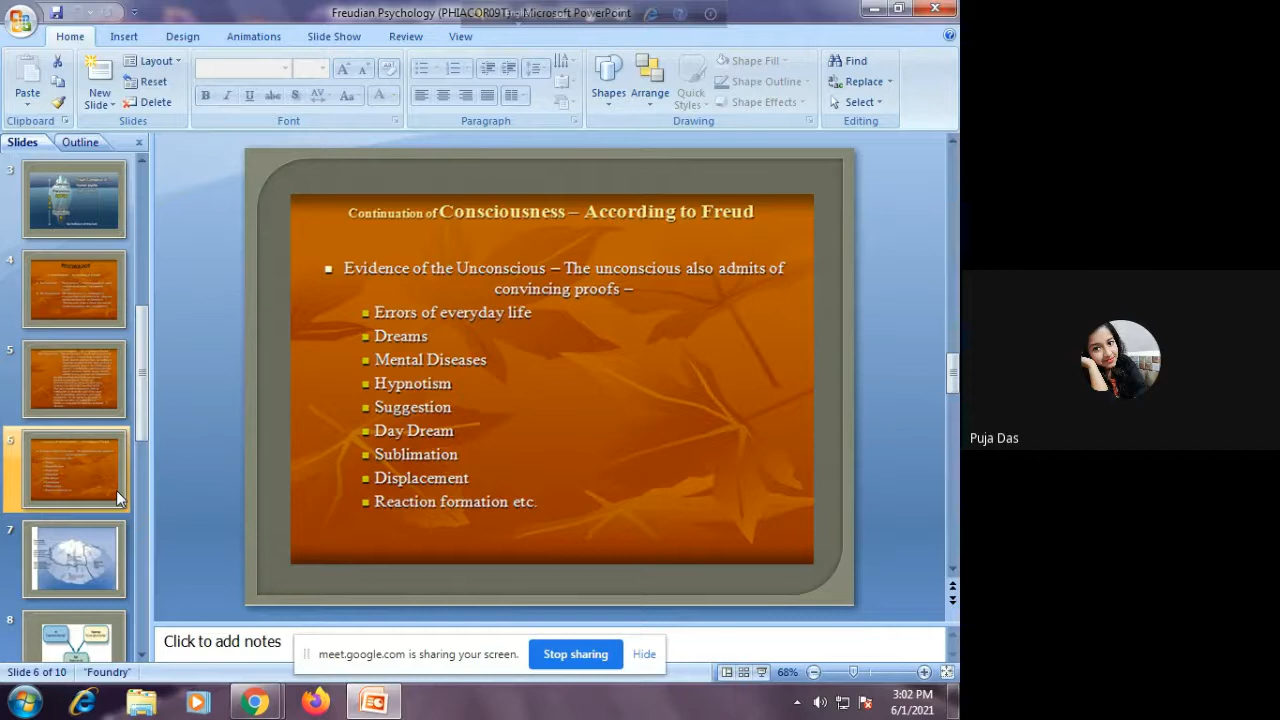 Freudian Psychology (PHIACOR09T) - Microsoft PowerPoint
Home Insert Design Animations Slide Show Review View
Paste
Clipboard
New Slide
Layout
Reset
Delete
Slides
B I U abc S AV Aa A
Font
Paragraph
Shapes Arrange Quick Styles
Shape Fill
Shape Outline
Shape Effects
Drawing
Find
Replace
Select
Editing
Slides Outline
3
4
5
6
7
8
Continuation of Consciousness – According to Freud
Evidence of the Unconscious – The unconscious also admits of
convincing proofs –
Errors of everyday life
Dreams
Mental Diseases
Hypnotism
Suggestion
Day Dream
Sublimation
Displacement
Reaction formation etc.
Puja Das
Click to add notes
meet.google.com is sharing your screen. Stop sharing Hide
Slide 6 of 10 "Foundry" 68%
3:02 PM
6/1/2021